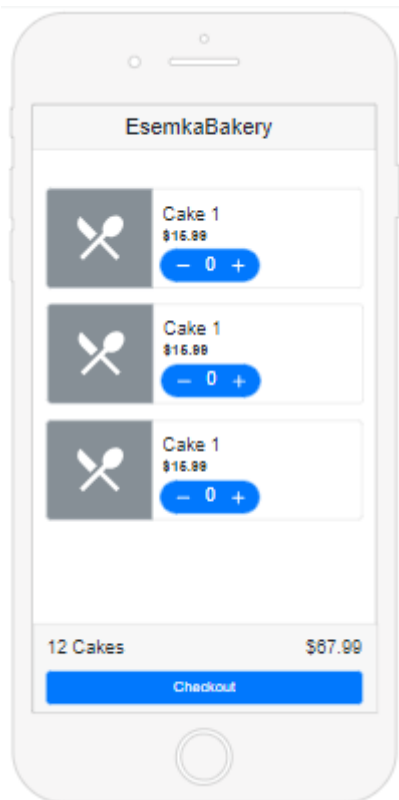 EsemkaBakery
Cake 1
$15.99
− 0 +
Cake 1
$15.99
− 0 +
Cake 1
$15.99
− 0 +
12 Cakes $67.99
Checkout